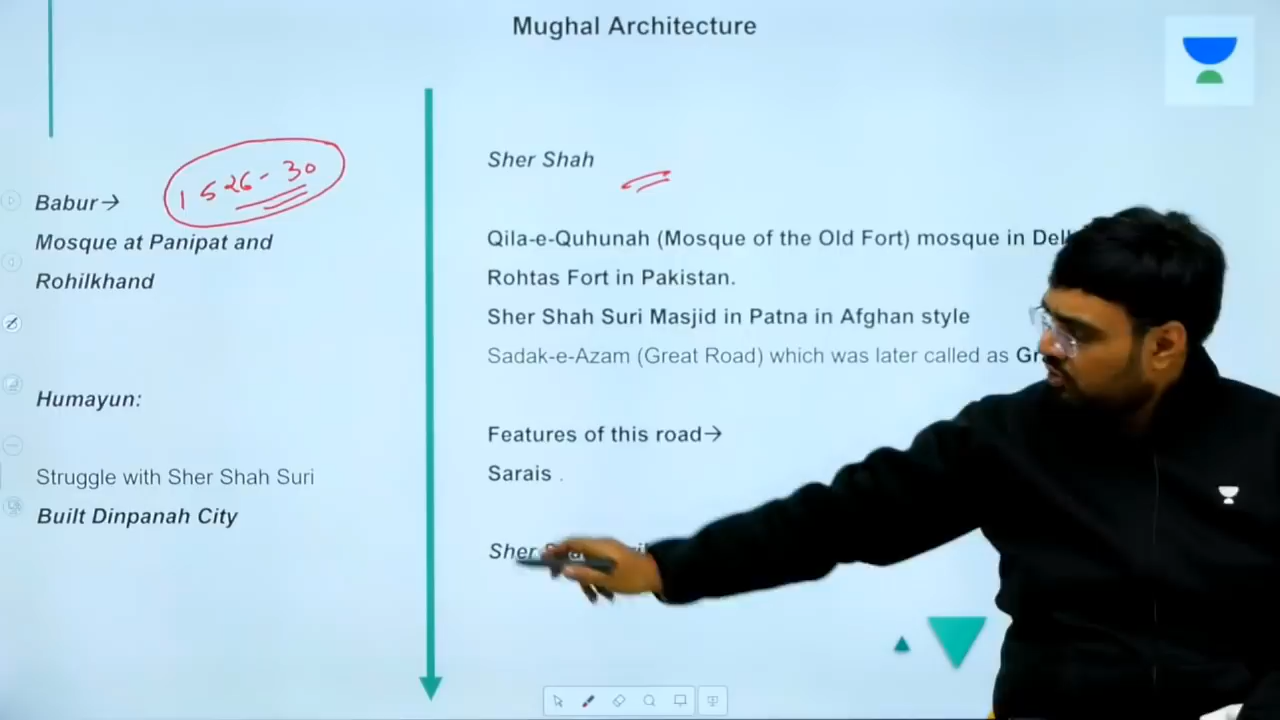 Mughal Architecture
1526-30
Babur→
Mosque at Panipat and
Rohilkhand
Humayun:
Struggle with Sher Shah Suri
Built Dinpanah City
Sher Shah
Qila-e-Quhunah (Mosque of the Old Fort) mosque in
Rohtas Fort in Pakistan.
Sher Shah Suri Masjid in Patna in Afghan style
Sadak-e-Azam (Great Road) which was later called as
Features of this road→
Sarais .
Sher